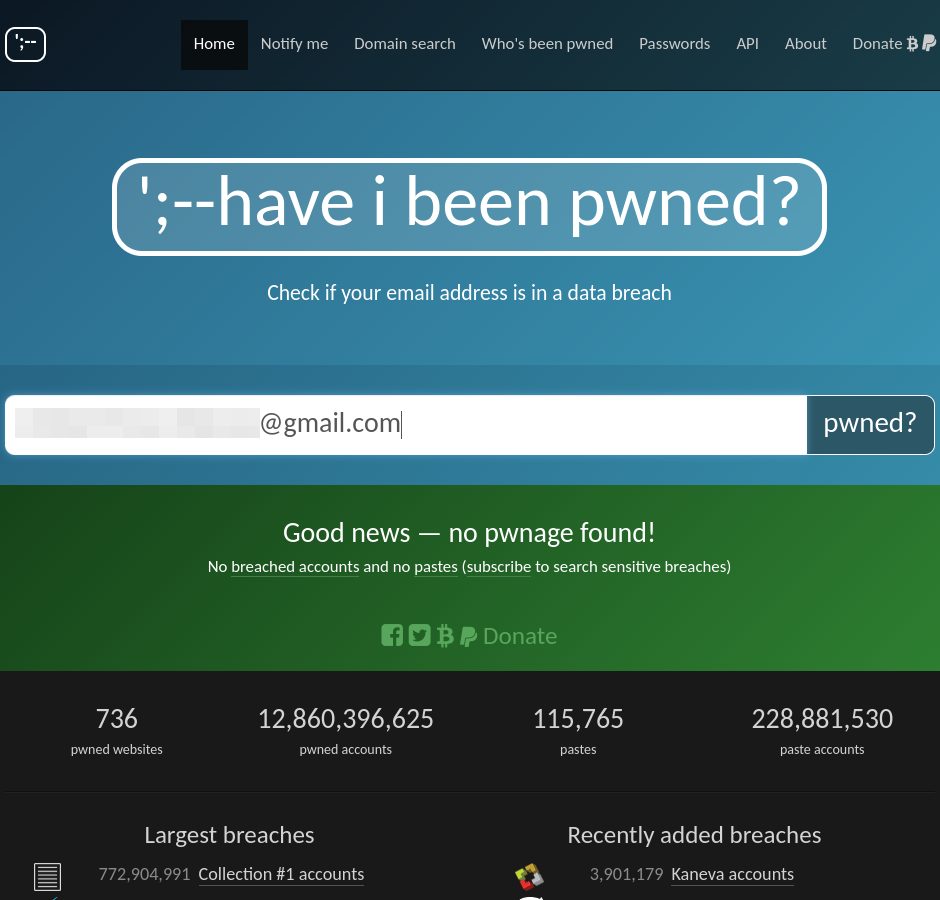 ';--
Home Notify me Domain search Who's been pwned Passwords API About Donate
';--have i been pwned?
Check if your email address is in a data breach
@gmail.com pwned?
Good news — no pwnage found!
No breached accounts and no pastes (subscribe to search sensitive breaches)
Donate
736 12,860,396,625 115,765 228,881,530
pwned websites pwned accounts pastes paste accounts
Largest breaches Recently added breaches
772,904,991 Collection #1 accounts 3,901,179 Kaneva accounts